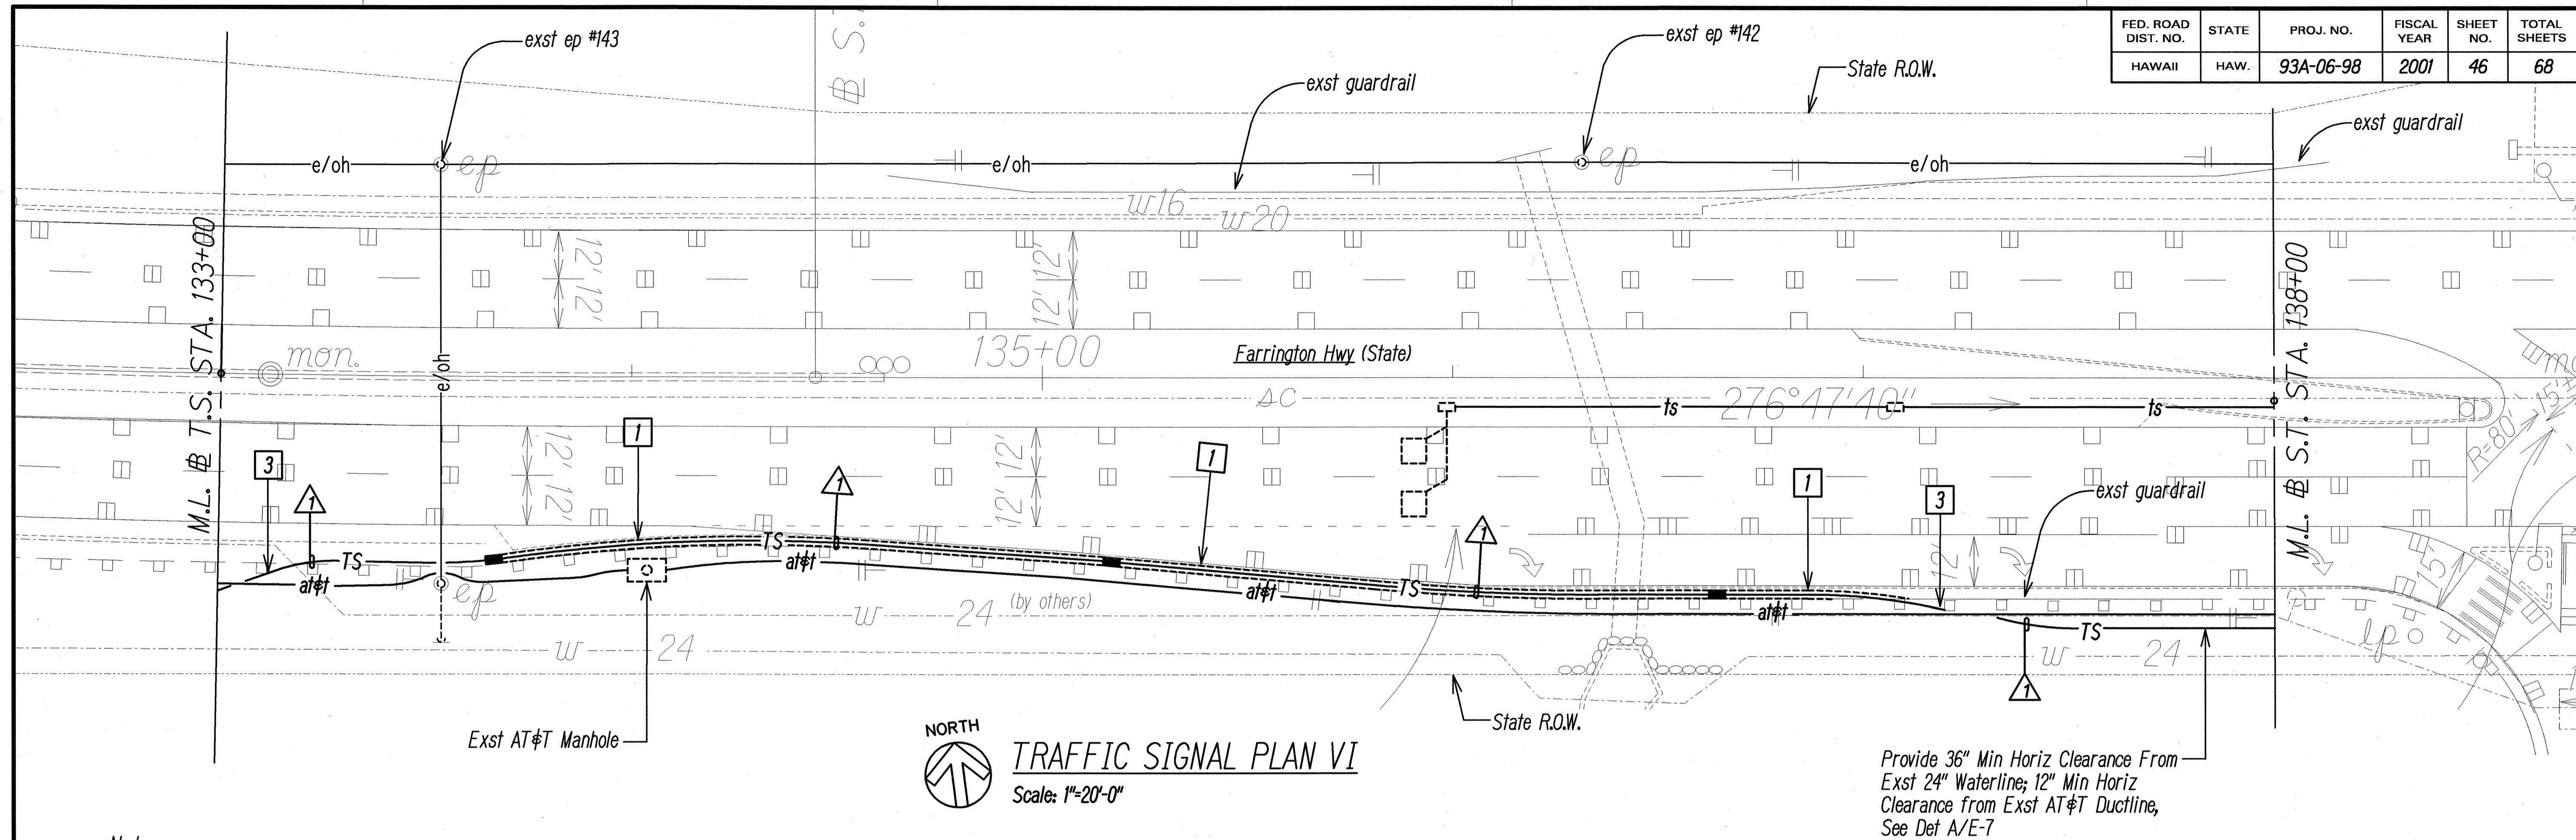 FED. ROAD DIST. NO. STATE PROJ. NO. FISCAL YEAR SHEET NO. TOTAL SHEETS
HAWAII HAW. 93A-06-98 2001 46 68
exst ep #143
exst ep #142
State R.O.W.
exst guardrail
exst guardrail
e/oh
ep
e/oh
ep
e/oh
w16
w20
12' 12'
12' 12'
M.L. B T.S. STA. 133+00
M.L. B S.T. STA. 138+00
mon.
e/oh
135+00
Farrington Hwy (State)
sc
ts
276°47'40"
ts
R=80'
15'
12' 12'
12' 12'
3
1
1
1
1
1
1
3
exst guardrail
12'
15'
TS
TS
TS
TS
at&t
at&t
at&t
at&t
ep
w 24
w 24 (by others)
w 24
lp
1
Exst AT&T Manhole
State R.O.W.
NORTH
TRAFFIC SIGNAL PLAN VI
Scale: 1"=20'-0"
Provide 36" Min Horiz Clearance From
Exst 24" Waterline; 12" Min Horiz
Clearance from Exst AT&T Ductline,
See Det A/E-7